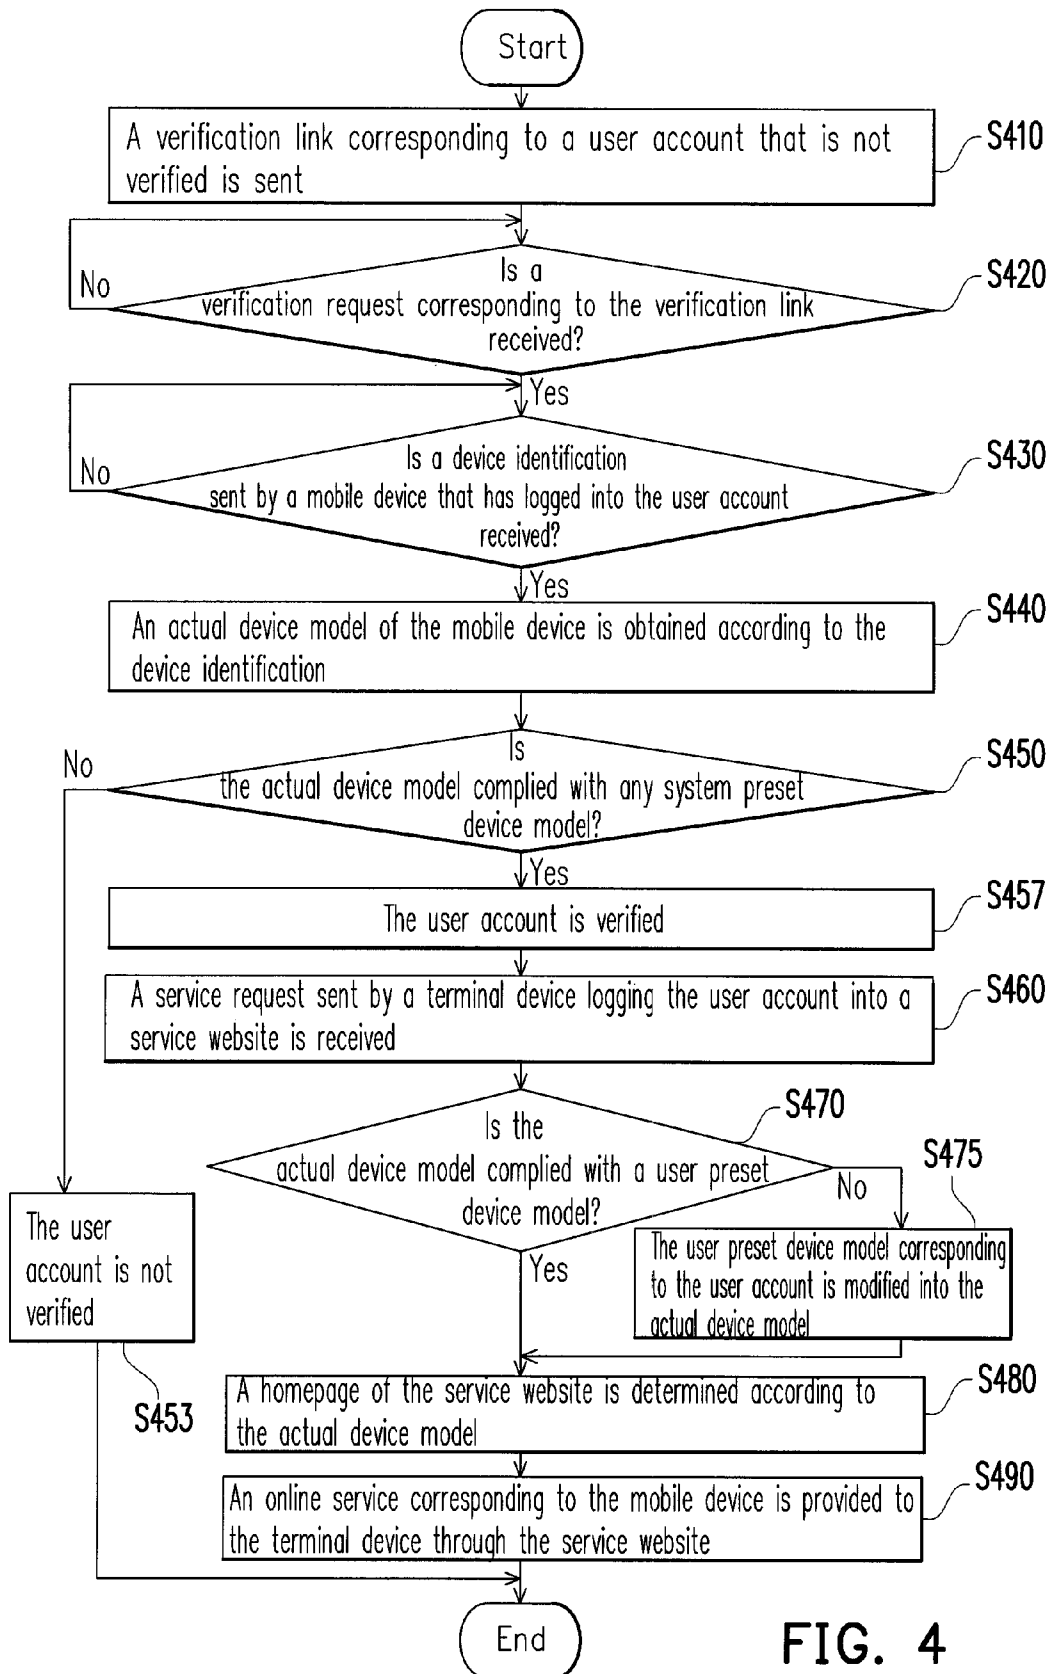 Start
A verification link corresponding to a user account that is not
verified is sent
S410
Is a
verification request corresponding to the verification link
received?
S420
No
Yes
Is a device identification
sent by a mobile device that has logged into the user account
received?
S430
No
Yes
An actual device model of the mobile device is obtained according to the
device identification
S440
Is
the actual device model complied with any system preset
device model?
S450
No
Yes
The user account is verified
S457
A service request sent by a terminal device logging the user account into a
service website is received
S460
Is the
actual device model complied with a user preset
device model?
S470
No
Yes
S475
The user preset device model corresponding
to the user account is modified into the
actual device model
The user
account is not
verified
S453
A homepage of the service website is determined according to
the actual device model
S480
An online service corresponding to the mobile device is provided to
the terminal device through the service website
S490
End
FIG. 4